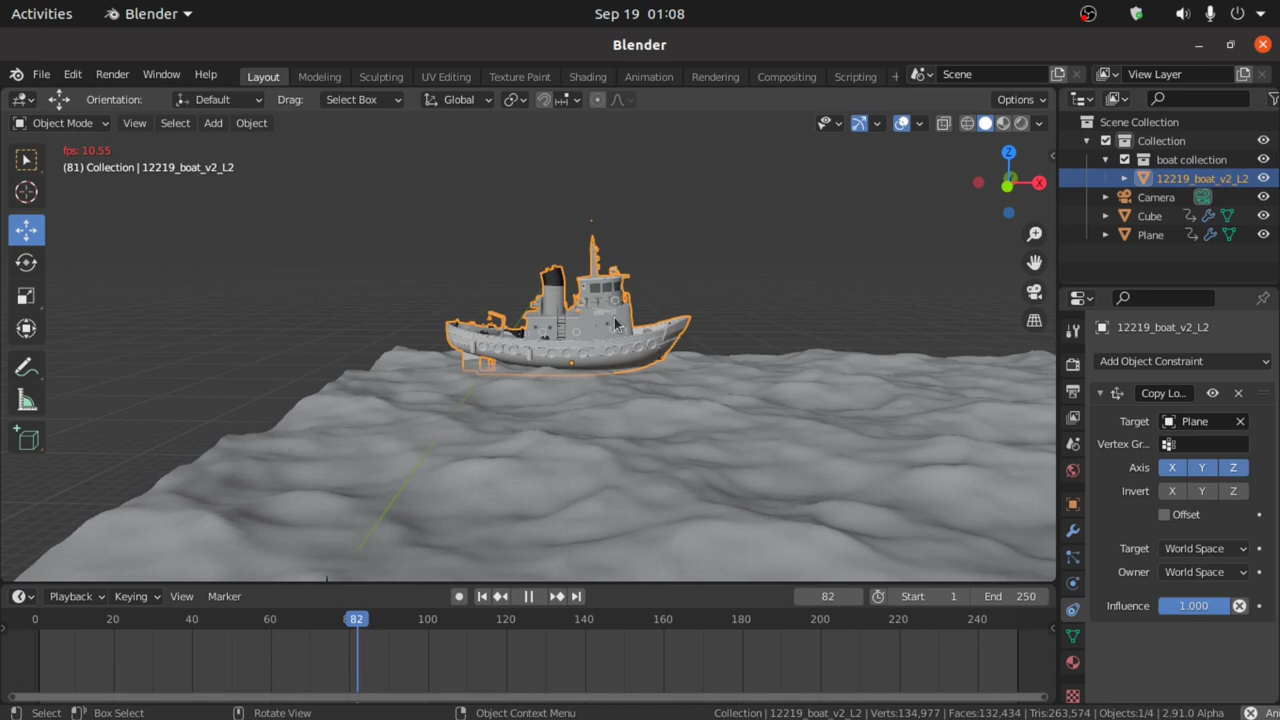 Activities Blender Sep 19 01:08
Blender
File Edit Render Window Help Layout Modeling Sculpting UV Editing Texture Paint Shading Animation Rendering Compositing Scripting + Scene View Layer
Orientation: Default Drag: Select Box Global Options
Object Mode View Select Add Object
Scene Collection
Collection
boat collection
12219_boat_v2_L2
Camera
Cube
Plane
fps: 10.55
(81) Collection | 12219_boat_v2_L2
Z
X
12219_boat_v2_L2
Add Object Constraint
Copy Lo...
Target Plane
Vertex Gr...
Axis X Y Z
Invert X Y Z
Offset
Target World Space
Owner World Space
Influence 1.000
Playback Keying View Marker 82 Start 1 End 250
0 20 40 60 82 100 120 140 160 180 200 220 240
Select Box Select Rotate View Object Context Menu Collection | 12219_boat_v2_L2 | Verts:134,977 | Faces:132,434 | Tris:263,574 | Objects:1/4 | 2.91.0 Alpha An